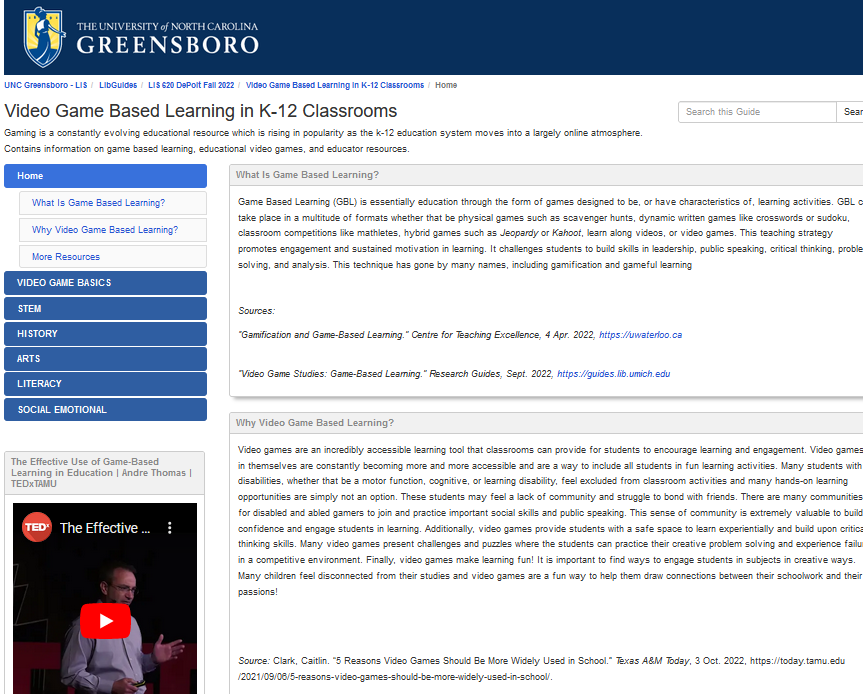 THE UNIVERSITY of NORTH CAROLINA
GREENSBORO
UNC Greensboro - LIS / LibGuides / LIS 620 DePolt Fall 2022 / Video Game Based Learning in K-12 Classrooms / Home
Video Game Based Learning in K-12 Classrooms
Search this Guide
Sear
Gaming is a constantly evolving educational resource which is rising in popularity as the k-12 education system moves into a largely online atmosphere.
Contains information on game based learning, educational video games, and educator resources.
Home
What Is Game Based Learning?
Why Video Game Based Learning?
More Resources
VIDEO GAME BASICS
STEM
HISTORY
ARTS
LITERACY
SOCIAL EMOTIONAL
The Effective Use of Game-Based
Learning in Education | Andre Thomas |
TEDxTAMU
TEDx
The Effective ...
What Is Game Based Learning?
Game Based Learning (GBL) is essentially education through the form of games designed to be, or have characteristics of, learning activities. GBL c
take place in a multitude of formats whether that be physical games such as scavenger hunts, dynamic written games like crosswords or sudoku,
classroom competitions like mathletes, hybrid games such as Jeopardy or Kahoot, learn along videos, or video games. This teaching strategy
promotes engagement and sustained motivation in learning. It challenges students to build skills in leadership, public speaking, critical thinking, proble
solving, and analysis. This technique has gone by many names, including gamification and gameful learning
Sources:
"Gamification and Game-Based Learning." Centre for Teaching Excellence, 4 Apr. 2022, https://uwaterloo.ca
"Video Game Studies: Game-Based Learning." Research Guides, Sept. 2022, https://guides.lib.umich.edu
Why Video Game Based Learning?
Video games are an incredibly accessible learning tool that classrooms can provide for students to encourage learning and engagement. Video games
in themselves are constantly becoming more and more accessible and are a way to include all students in fun learning activities. Many students with
disabilities, whether that be a motor function, cognitive, or learning disability, feel excluded from classroom activities and many hands-on learning
opportunities are simply not an option. These students may feel a lack of community and struggle to bond with friends. There are many communities
for disabled and abled gamers to join and practice important social skills and public speaking. This sense of community is extremely valuable to build
confidence and engage students in learning. Additionally, video games provide students with a safe space to learn experientially and build upon critica
thinking skills. Many video games present challenges and puzzles where the students can practice their creative problem solving and experience failu
in a competitive environment. Finally, video games make learning fun! It is important to find ways to engage students in subjects in creative ways.
Many children feel disconnected from their studies and video games are a fun way to help them draw connections between their schoolwork and their
passions!
Source: Clark, Caitlin. “5 Reasons Video Games Should Be More Widely Used in School.” Texas A&M Today, 3 Oct. 2022, https://today.tamu.edu
/2021/09/06/5-reasons-video-games-should-be-more-widely-used-in-school/.